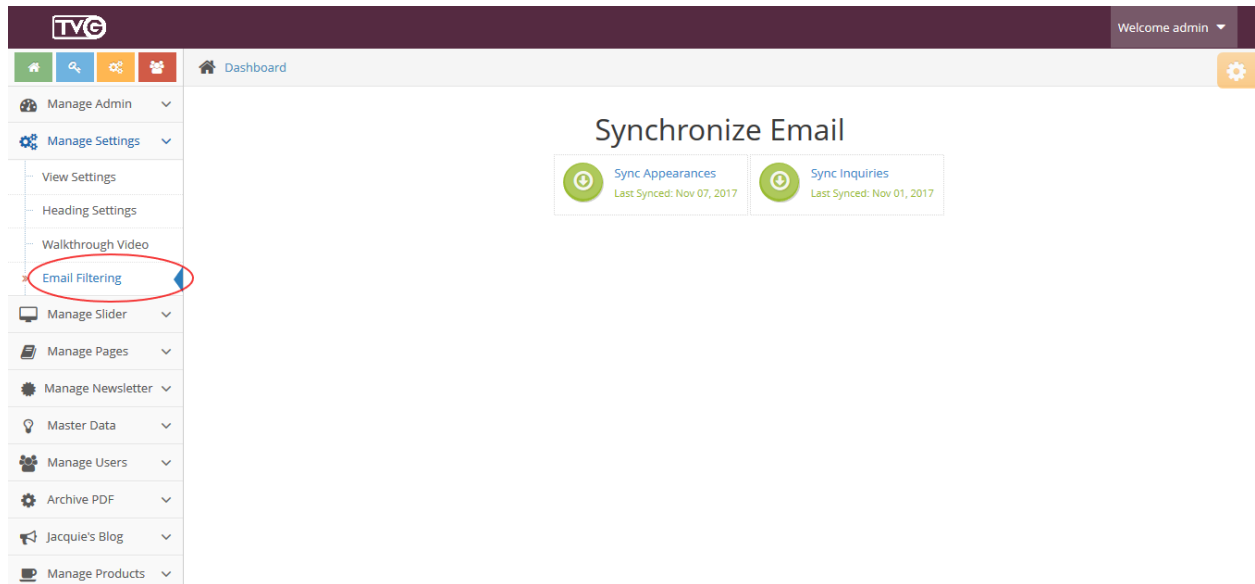 TVG
Welcome admin
Dashboard
Manage Admin
Manage Settings
View Settings
Heading Settings
Walkthrough Video
Email Filtering
Manage Slider
Manage Pages
Manage Newsletter
Master Data
Manage Users
Archive PDF
Jacquie's Blog
Manage Products
Synchronize Email
Sync Appearances
Last Synced: Nov 07, 2017
Sync Inquiries
Last Synced: Nov 01, 2017